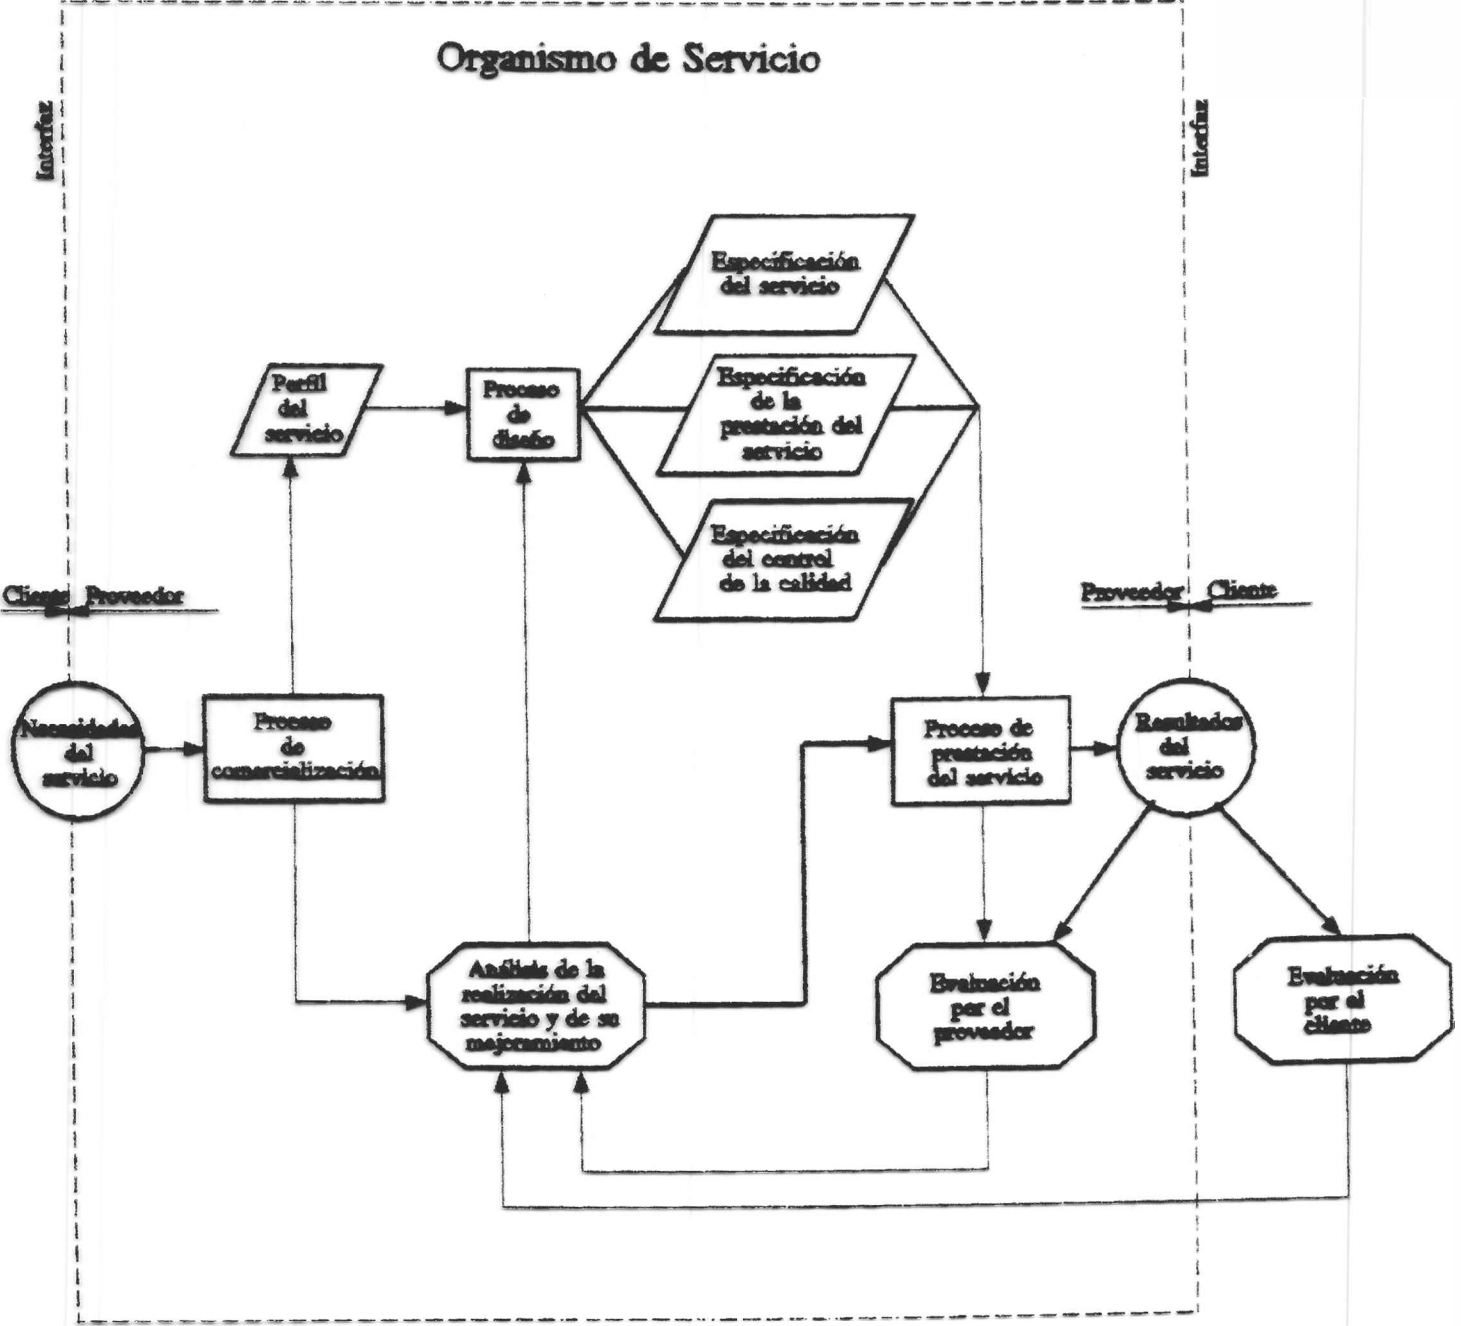 Organismo de Servicio
Interfaz
Interfaz
Especificación
del servicio
Perfil
del
servicio
Proceso
de
diseño
Especificación
de la
prestación del
servicio
Especificación
del control
de la calidad
Cliente Proveedor
Proveedor Cliente
Necesidades
del
servicio
Proceso
de
comercialización
Proceso de
prestación
del servicio
Resultados
del
servicio
Análisis de la
realización del
servicio y de su
mejoramiento
Evaluación
por el
proveedor
Evaluación
por el
cliente